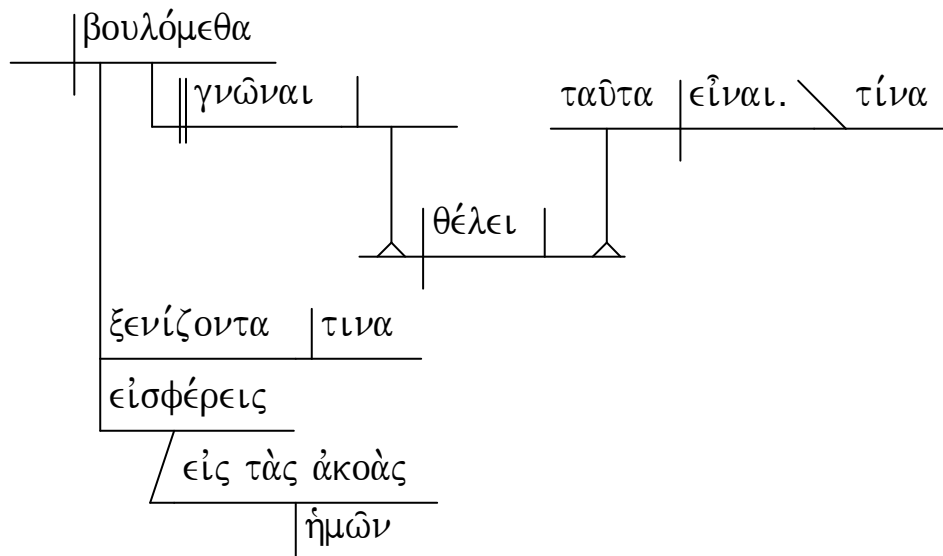 βουλόμεθα
γνῶναι ταῦτα εἶναι. τίνα
θέλει
ξενίζοντα τινα
εἰσφέρεις
εἰς τὰς ἀκοὰς
ἡμῶν